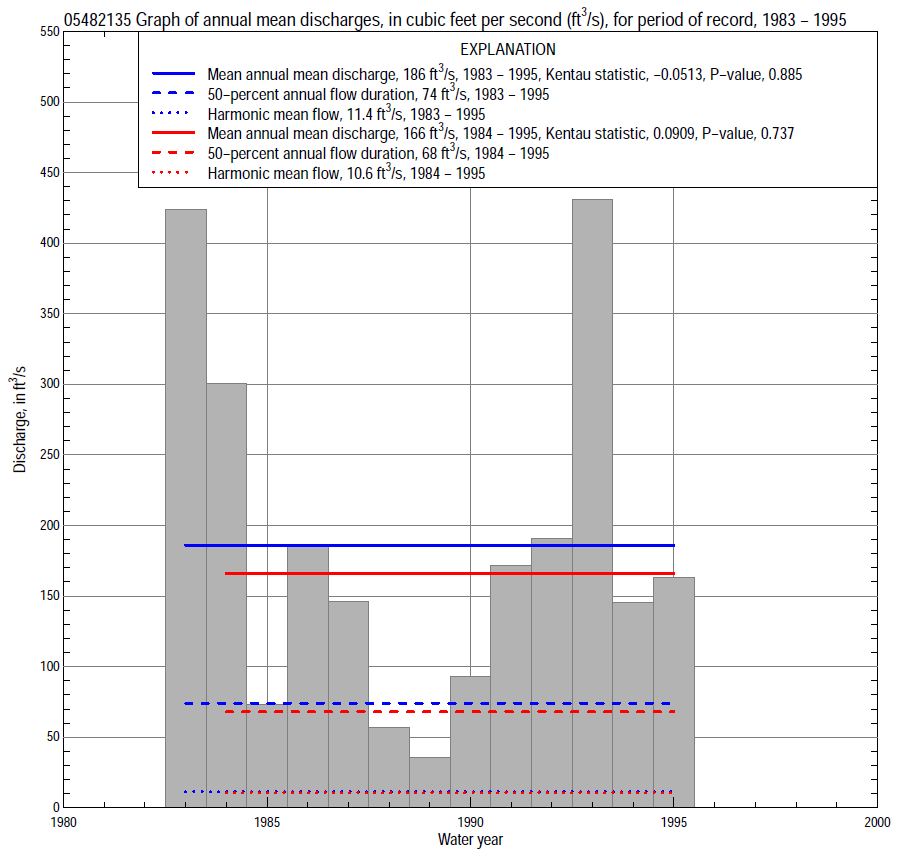 05482135 Graph of annual mean discharges, in cubic feet per second (ft³/s), for period of record, 1983 – 1995
EXPLANATION
Mean annual mean discharge, 186 ft³/s, 1983 – 1995, Kentau statistic, –0.0513, P–value, 0.885
50–percent annual flow duration, 74 ft³/s, 1983 – 1995
Harmonic mean flow, 11.4 ft³/s, 1983 – 1995
Mean annual mean discharge, 166 ft³/s, 1984 – 1995, Kentau statistic, 0.0909, P–value, 0.737
50–percent annual flow duration, 68 ft³/s, 1984 – 1995
Harmonic mean flow, 10.6 ft³/s, 1984 – 1995
Discharge, in ft³/s
550
500
450
400
350
300
250
200
150
100
50
0
1980 1985 1990 1995 2000
Water year